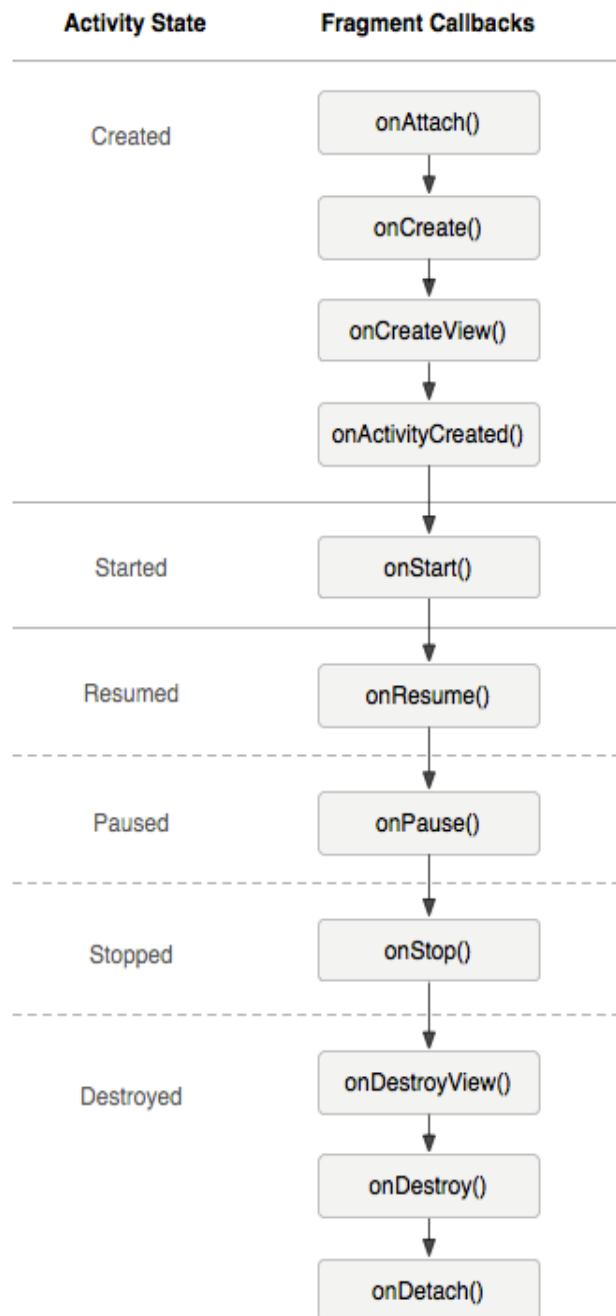 Activity State Fragment Callbacks
Created
onAttach()
onCreate()
onCreateView()
onActivityCreated()
Started
onStart()
Resumed
onResume()
Paused
onPause()
Stopped
onStop()
Destroyed
onDestroyView()
onDestroy()
onDetach()